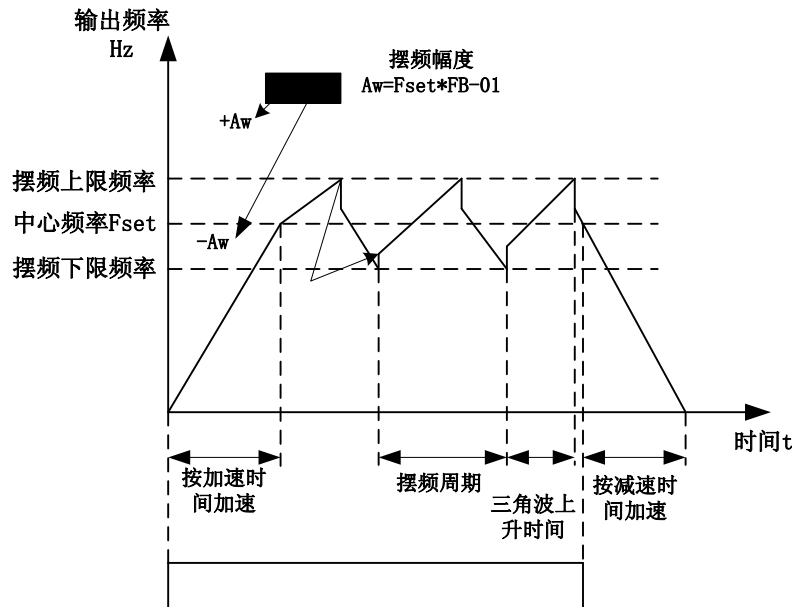 输出频率
Hz
摆频幅度
Aw=Fset*FB-01
+Aw
摆频上限频率
中心频率Fset
-Aw
摆频下限频率
时间t
按加速时
间加速
摆频周期
三角波上
升时间
按减速时
间加速